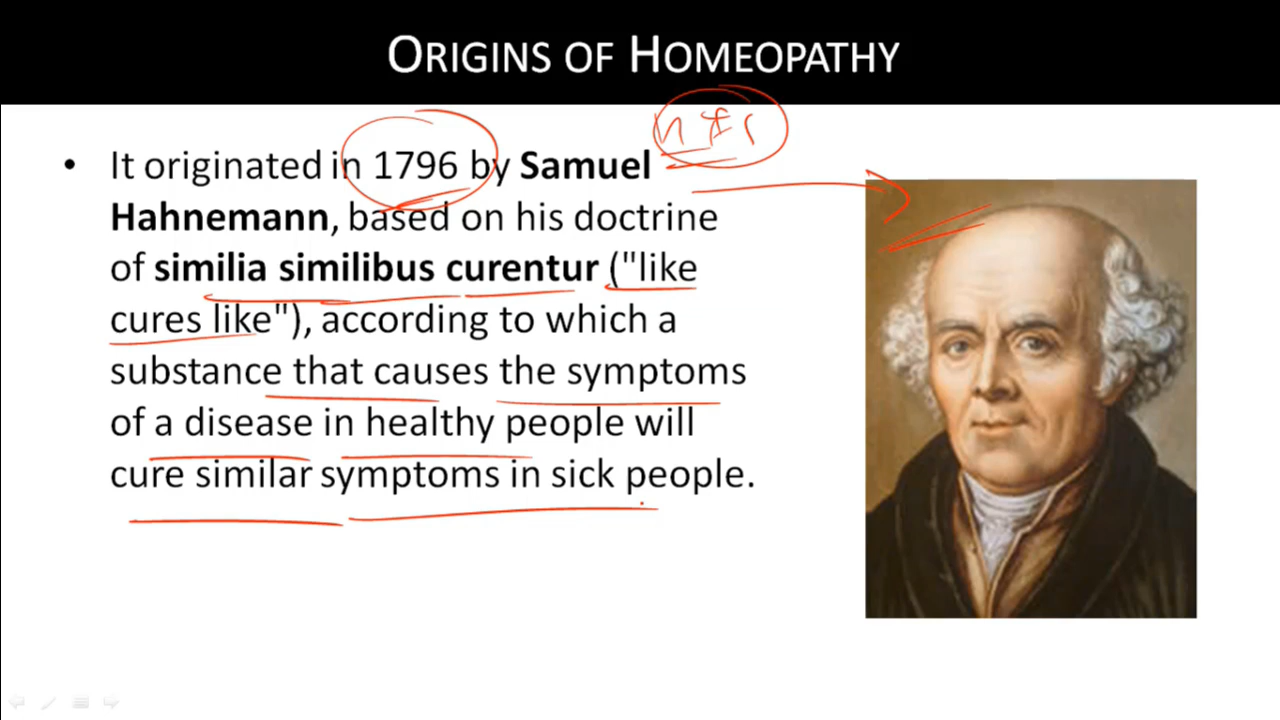 ORIGINS OF HOMEOPATHY
• It originated in 1796 by Samuel
Hahnemann, based on his doctrine
of similia similibus curentur ("like
cures like"), according to which a
substance that causes the symptoms
of a disease in healthy people will
cure similar symptoms in sick people.